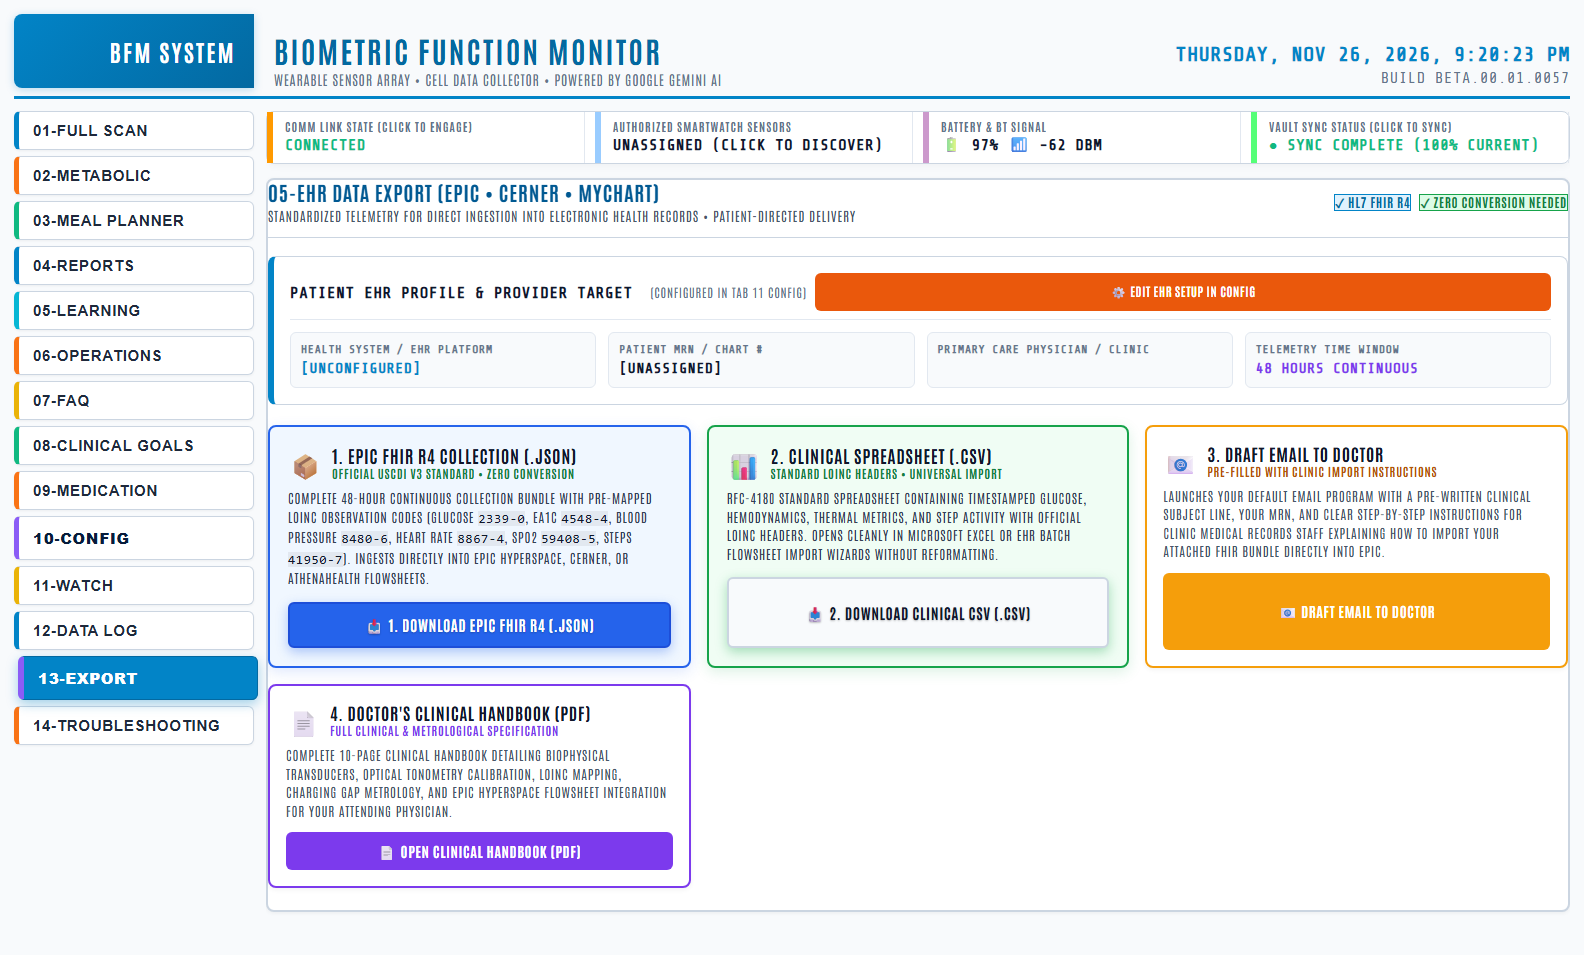 BFM SYSTEM
BIOMETRIC FUNCTION MONITOR
WEARABLE SENSOR ARRAY • CELL DATA COLLECTOR • POWERED BY GOOGLE GEMINI AI
THURSDAY, NOV 26, 2026, 9:20:23 PM
BUILD BETA.00.01.0057
01-FULL SCAN
02-METABOLIC
03-MEAL PLANNER
04-REPORTS
05-LEARNING
06-OPERATIONS
07-FAQ
08-CLINICAL GOALS
09-MEDICATION
10-CONFIG
11-WATCH
12-DATA LOG
13-EXPORT
14-TROUBLESHOOTING
COMM LINK STATE (CLICK TO ENGAGE)
CONNECTED
AUTHORIZED SMARTWATCH SENSORS
UNASSIGNED (CLICK TO DISCOVER)
BATTERY & BT SIGNAL
97% -62 DBM
VAULT SYNC STATUS (CLICK TO SYNC)
● SYNC COMPLETE (100% CURRENT)
05-EHR DATA EXPORT (EPIC • CERNER • MYCHART)
STANDARDIZED TELEMETRY FOR DIRECT INGESTION INTO ELECTRONIC HEALTH RECORDS • PATIENT-DIRECTED DELIVERY
✓ HL7 FHIR R4
✓ ZERO CONVERSION NEEDED
PATIENT EHR PROFILE & PROVIDER TARGET
(CONFIGURED IN TAB 11 CONFIG)
EDIT EHR SETUP IN CONFIG
HEALTH SYSTEM / EHR PLATFORM
[UNCONFIGURED]
PATIENT MRN / CHART #
[UNASSIGNED]
PRIMARY CARE PHYSICIAN / CLINIC
TELEMETRY TIME WINDOW
48 HOURS CONTINUOUS
1. EPIC FHIR R4 COLLECTION (.JSON)
OFFICIAL USCDI V3 STANDARD • ZERO CONVERSION
COMPLETE 48-HOUR CONTINUOUS COLLECTION BUNDLE WITH PRE-MAPPED
LOINC OBSERVATION CODES (GLUCOSE 2339-0, EA1C 4548-4, BLOOD
PRESSURE 8480-6, HEART RATE 8867-4, SPO2 59408-5, STEPS
41950-7). INGESTS DIRECTLY INTO EPIC HYPERSPACE, CERNER, OR
ATHENAHEALTH FLOWSHEETS.
1. DOWNLOAD EPIC FHIR R4 (.JSON)
2. CLINICAL SPREADSHEET (.CSV)
STANDARD LOINC HEADERS • UNIVERSAL IMPORT
RFC-4180 STANDARD SPREADSHEET CONTAINING TIMESTAMPED GLUCOSE,
HEMODYNAMICS, THERMAL METRICS, AND STEP ACTIVITY WITH OFFICIAL
LOINC HEADERS. OPENS CLEANLY IN MICROSOFT EXCEL OR EHR BATCH
FLOWSHEET IMPORT WIZARDS WITHOUT REFORMATTING.
2. DOWNLOAD CLINICAL CSV (.CSV)
3. DRAFT EMAIL TO DOCTOR
PRE-FILLED WITH CLINIC IMPORT INSTRUCTIONS
LAUNCHES YOUR DEFAULT EMAIL PROGRAM WITH A PRE-WRITTEN CLINICAL
SUBJECT LINE, YOUR MRN, AND CLEAR STEP-BY-STEP INSTRUCTIONS FOR
CLINIC MEDICAL RECORDS STAFF EXPLAINING HOW TO IMPORT YOUR
ATTACHED FHIR BUNDLE DIRECTLY INTO EPIC.
DRAFT EMAIL TO DOCTOR
4. DOCTOR'S CLINICAL HANDBOOK (PDF)
FULL CLINICAL & METROLOGICAL SPECIFICATION
COMPLETE 10-PAGE CLINICAL HANDBOOK DETAILING BIOPHYSICAL
TRANSDUCERS, OPTICAL TONOMETRY CALIBRATION, LOINC MAPPING,
CHARGING GAP METROLOGY, AND EPIC HYPERSPACE FLOWSHEET INTEGRATION
FOR YOUR ATTENDING PHYSICIAN.
OPEN CLINICAL HANDBOOK (PDF)